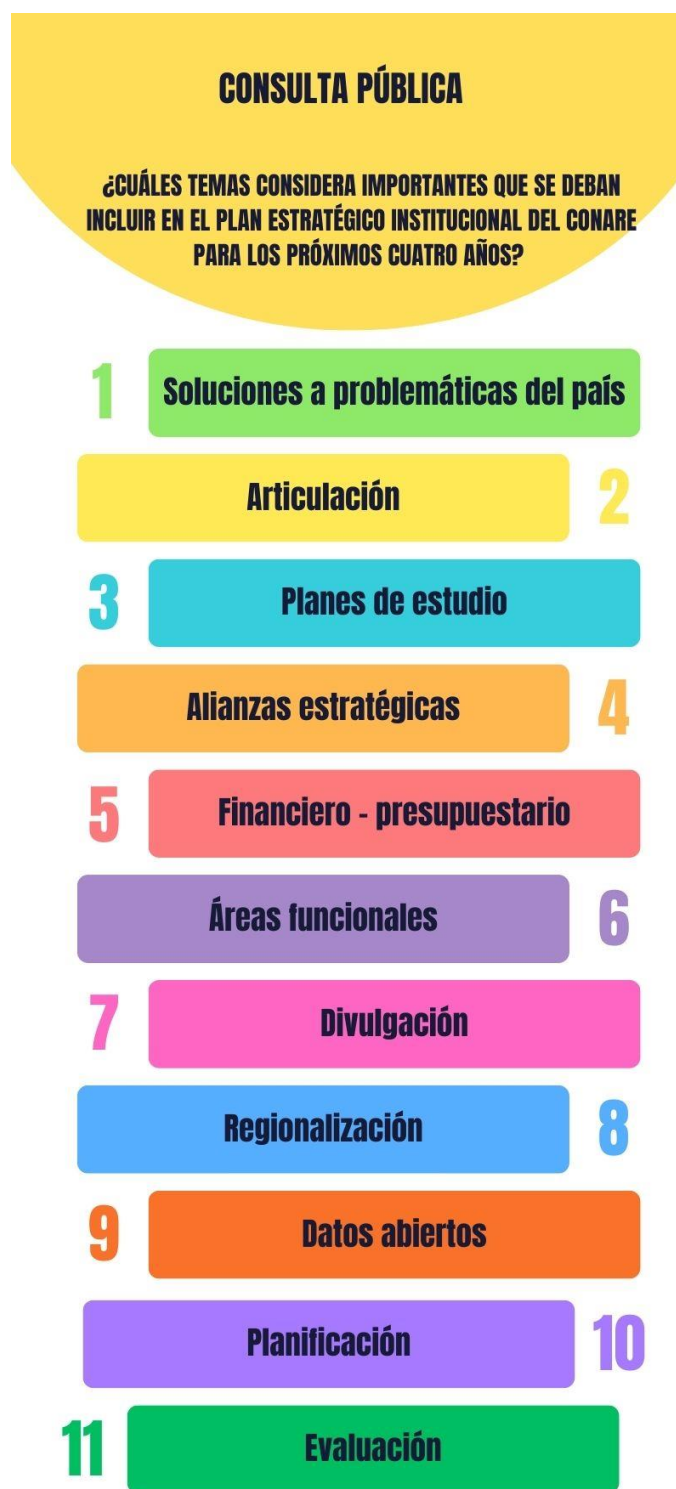 CONSULTA PÚBLICA
¿CUÁLES TEMAS CONSIDERA IMPORTANTES QUE SE DEBAN
INCLUIR EN EL PLAN ESTRATÉGICO INSTITUCIONAL DEL CONARE
PARA LOS PRÓXIMOS CUATRO AÑOS?
1 Soluciones a problemáticas del país
Articulación 2
3 Planes de estudio
Alianzas estratégicas 4
5 Financiero - presupuestario
Áreas funcionales 6
7 Divulgación
Regionalización 8
9 Datos abiertos
Planificación 10
11 Evaluación